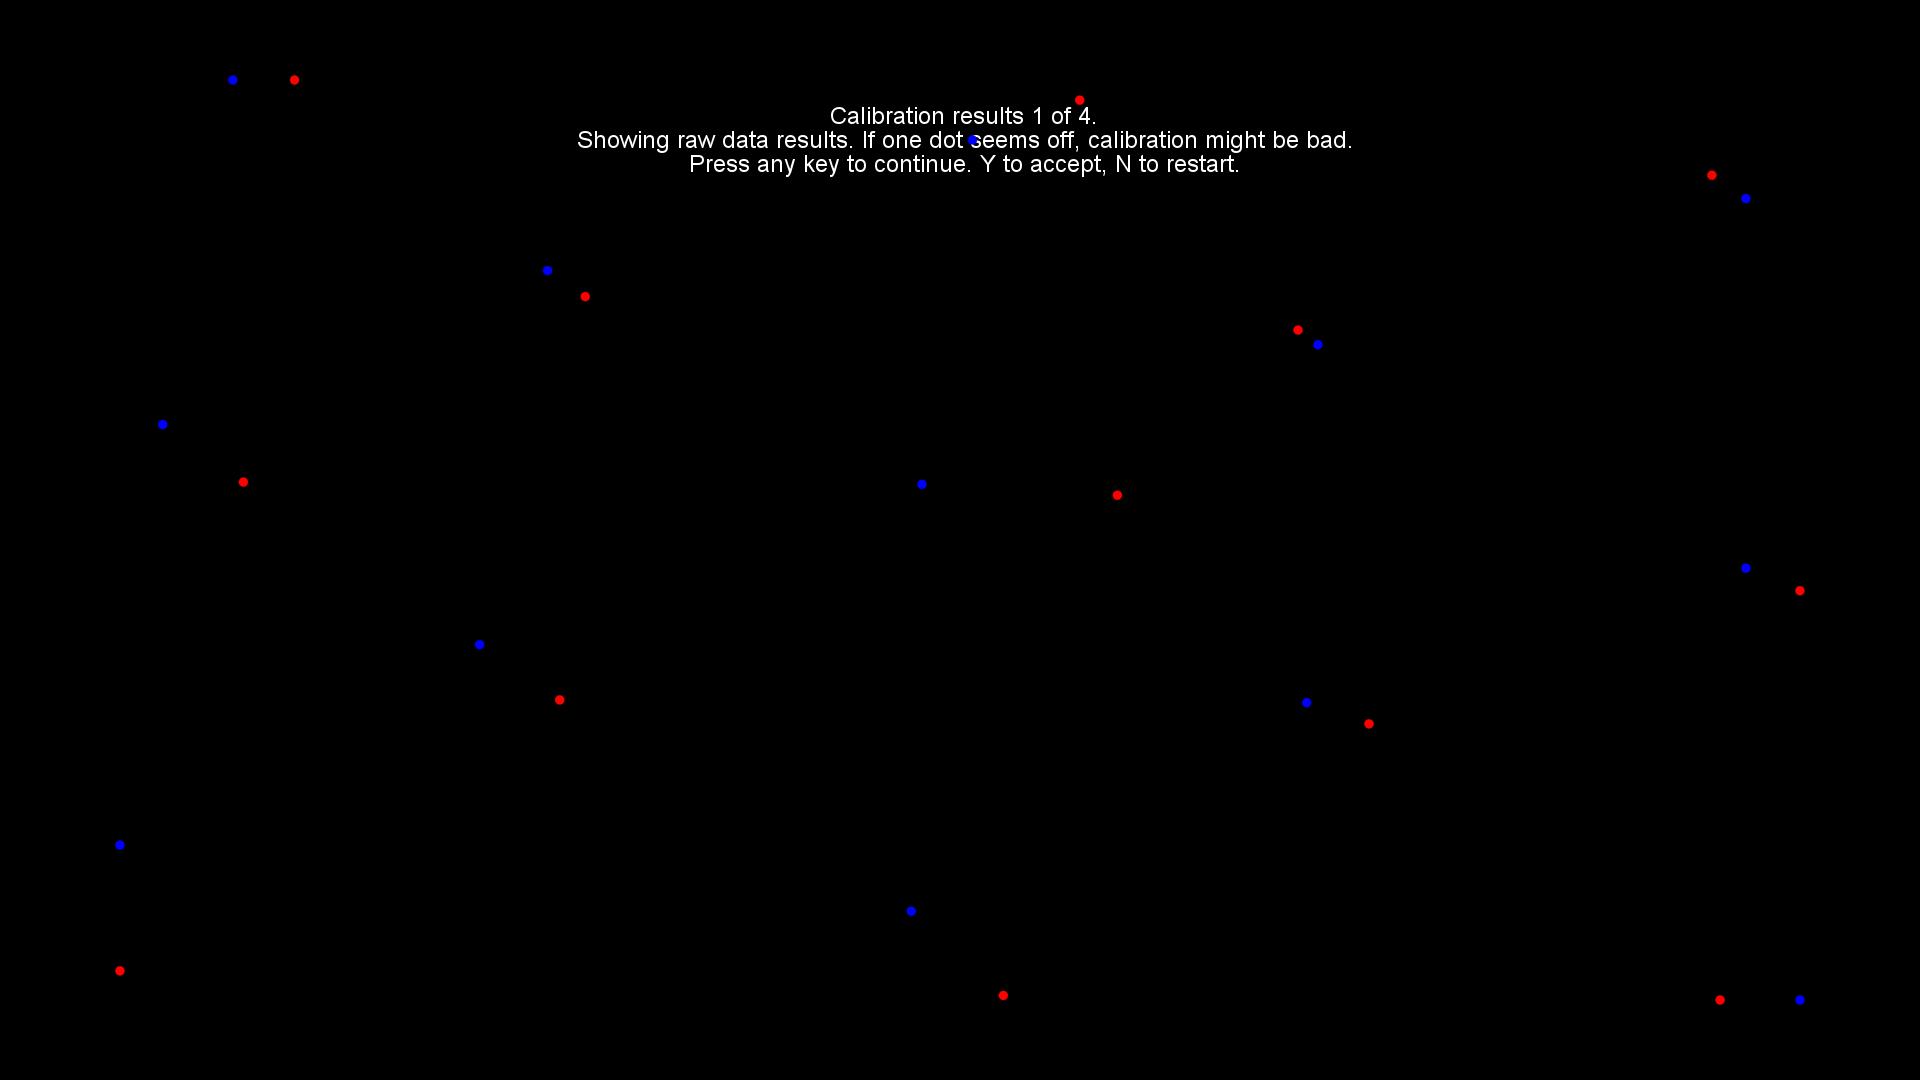 Calibration results 1 of 4.
Showing raw data results. If one dot seems off, calibration might be bad.
Press any key to continue. Y to accept, N to restart.